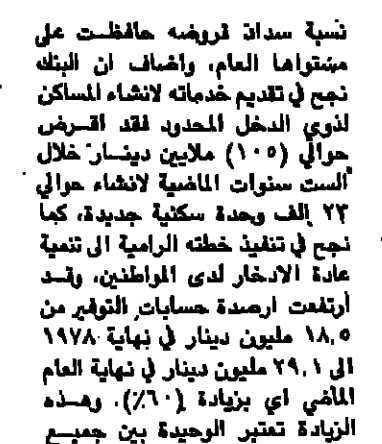 نسبة سداد قروضه حافظت على
مستواها العام، واضاف ان البنك
نجح في تقديم خدماته لانشاء المساكن
لذوي الدخل المحدود فقد اقرض
حوالي (١٠٥) ملايين دينار خلال
الست سنوات الماضية لانشاء حوالي
٢٣ الف وحدة سكنية جديدة، كما
نجح في تنفيذ خطته الرامية الى تنمية
عادة الادخار لدى المواطنين، وقد
أرتفعت ارصدة حسابات التوفير من
١٨,٥ مليون دينار في نهاية ١٩٧٨
الى ٢٩,١ مليون دينار في نهاية العام
الماضي اي بزيادة (٦٠٪). وهذه
الزيادة تعتبر الوحيدة بين جميع